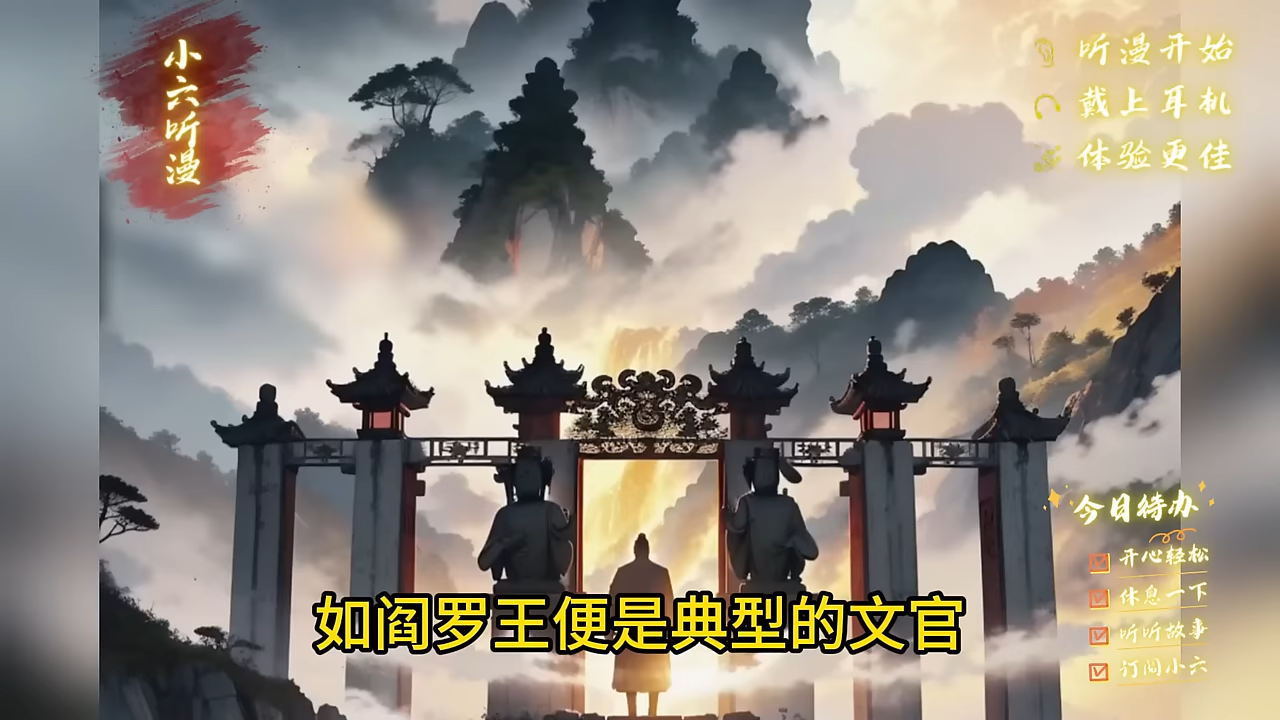 小六听漫
听漫开始
戴上耳机
体验更佳
今日待办
开心轻松
休息一下
听听故事
订阅小六
如阎罗王便是典型的文官